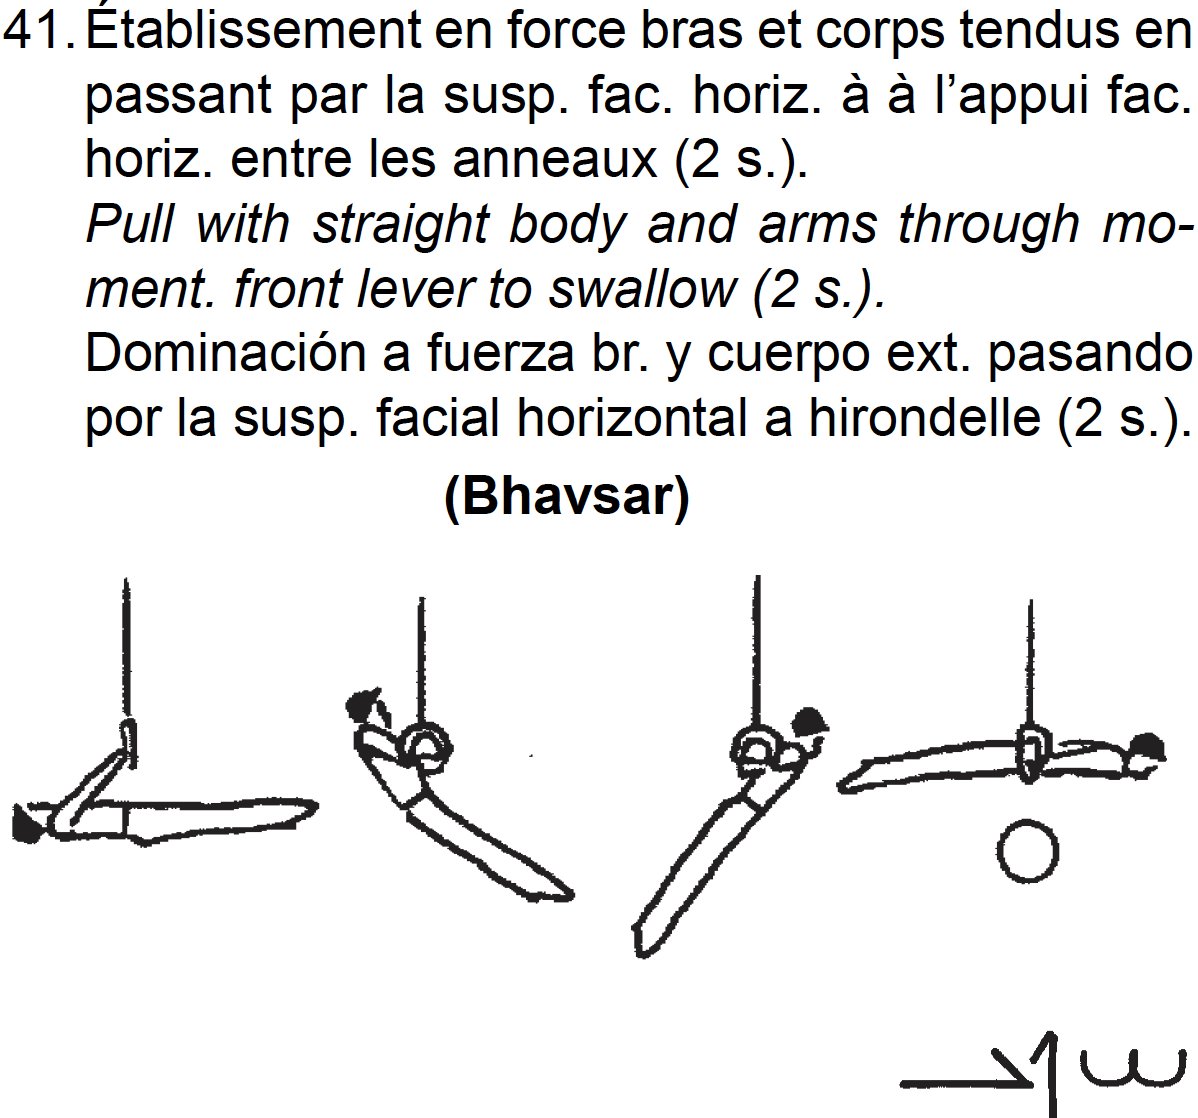 41. Établissement en force bras et corps tendus en
passant par la susp. fac. horiz. à à l’appui fac.
horiz. entre les anneaux (2 s.).
Pull with straight body and arms through mo-
ment. front lever to swallow (2 s.).
Dominación a fuerza br. y cuerpo ext. pasando
por la susp. facial horizontal a hirondelle (2 s.).
(Bhavsar)